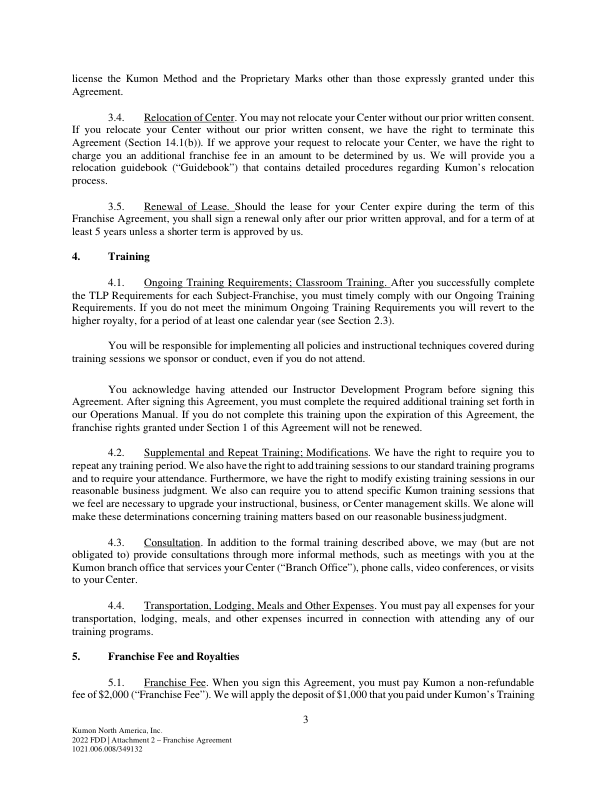 license the Kumon Method and the Proprietary Marks other than those expressly granted under this
Agreement.
3.4. Relocation of Center. You may not relocate your Center without our prior written consent.
If you relocate your Center without our prior written consent, we have the right to terminate this
Agreement (Section 14.1(b)). If we approve your request to relocate your Center, we have the right to
charge you an additional franchise fee in an amount to be determined by us. We will provide you a
relocation guidebook (“Guidebook”) that contains detailed procedures regarding Kumon’s relocation
process.
3.5. Renewal of Lease. Should the lease for your Center expire during the term of this
Franchise Agreement, you shall sign a renewal only after our prior written approval, and for a term of at
least 5 years unless a shorter term is approved by us.
4. Training
4.1. Ongoing Training Requirements; Classroom Training. After you successfully complete
the TLP Requirements for each Subject-Franchise, you must timely comply with our Ongoing Training
Requirements. If you do not meet the minimum Ongoing Training Requirements you will revert to the
higher royalty, for a period of at least one calendar year (see Section 2.3).
You will be responsible for implementing all policies and instructional techniques covered during
training sessions we sponsor or conduct, even if you do not attend.
You acknowledge having attended our Instructor Development Program before signing this
Agreement. After signing this Agreement, you must complete the required additional training set forth in
our Operations Manual. If you do not complete this training upon the expiration of this Agreement, the
franchise rights granted under Section 1 of this Agreement will not be renewed.
4.2. Supplemental and Repeat Training; Modifications. We have the right to require you to
repeat any training period. We also have the right to add training sessions to our standard training programs
and to require your attendance. Furthermore, we have the right to modify existing training sessions in our
reasonable business judgment. We also can require you to attend specific Kumon training sessions that
we feel are necessary to upgrade your instructional, business, or Center management skills. We alone will
make these determinations concerning training matters based on our reasonable business judgment.
4.3. Consultation. In addition to the formal training described above, we may (but are not
obligated to) provide consultations through more informal methods, such as meetings with you at the
Kumon branch office that services your Center (“Branch Office”), phone calls, video conferences, or visits
to your Center.
4.4. Transportation, Lodging, Meals and Other Expenses. You must pay all expenses for your
transportation, lodging, meals, and other expenses incurred in connection with attending any of our
training programs.
5. Franchise Fee and Royalties
5.1. Franchise Fee. When you sign this Agreement, you must pay Kumon a non-refundable
fee of $2,000 (“Franchise Fee”). We will apply the deposit of $1,000 that you paid under Kumon’s Training
3
Kumon North America, Inc.
2022 FDD | Attachment 2 – Franchise Agreement
1021.006.008/349132